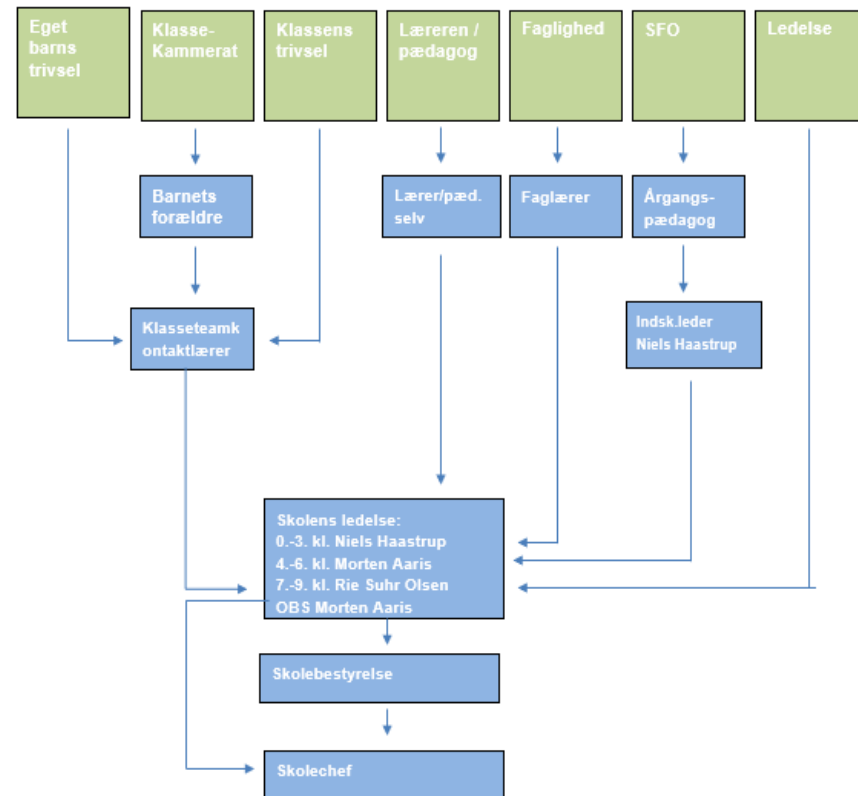 Eget
barns
trivsel
Klasse-
Kammerat
Klassens
trivsel
Læreren /
pædagog
Faglighed
SFO
Ledelse
Barnets
forældre
Lærer/pæd.
selv
Faglærer
Årgangs-
pædagog
Klasseteamk
ontaktlærer
Indsk.leder
Niels Haastrup
Skolens ledelse:
0.-3. kl. Niels Haastrup
4.-6. kl. Morten Aaris
7.-9. kl. Rie Suhr Olsen
OBS Morten Aaris
Skolebestyrelse
Skolechef